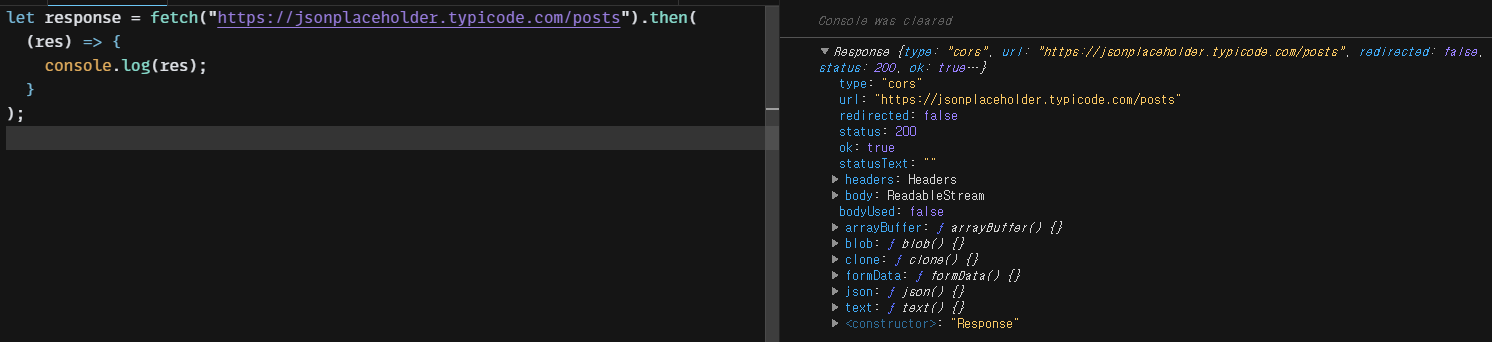 let response = fetch("https://jsonplaceholder.typicode.com/posts").then(
(res) => {
console.log(res);
}
);
Console was cleared
▼ Response {type: "cors", url: "https://jsonplaceholder.typicode.com/posts", redirected: false,
status: 200, ok: true…}
type: "cors"
url: "https://jsonplaceholder.typicode.com/posts"
redirected: false
status: 200
ok: true
statusText: ""
▶ headers: Headers
▶ body: ReadableStream
bodyUsed: false
▶ arrayBuffer: ƒ arrayBuffer() {}
▶ blob: ƒ blob() {}
▶ clone: ƒ clone() {}
▶ formData: ƒ formData() {}
▶ json: ƒ json() {}
▶ text: ƒ text() {}
▶ <constructor>: "Response"